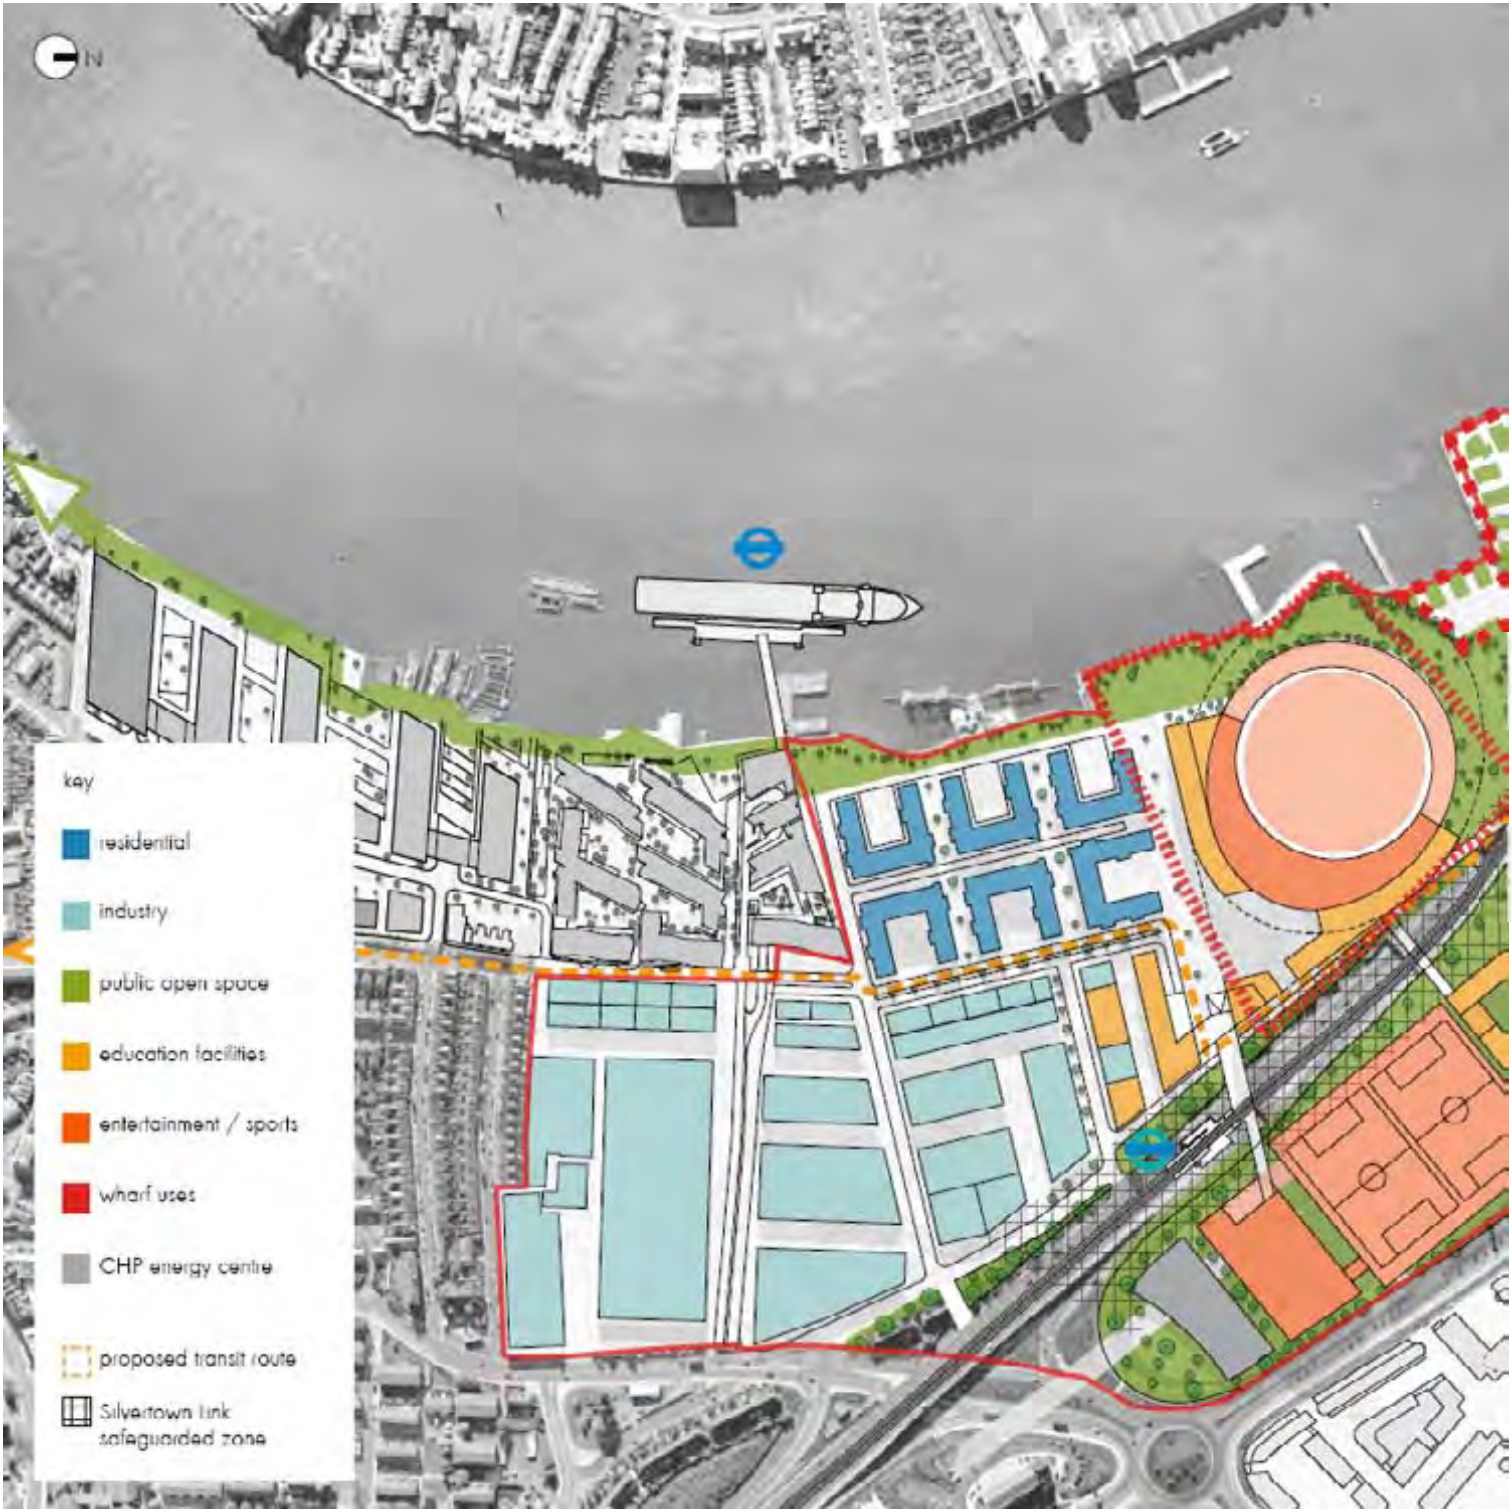 N
key
residential
industry
public open space
education facilities
entertainment / sports
wharf uses
CHP energy centre
proposed transit route
Silvertown Link
safeguarded zone